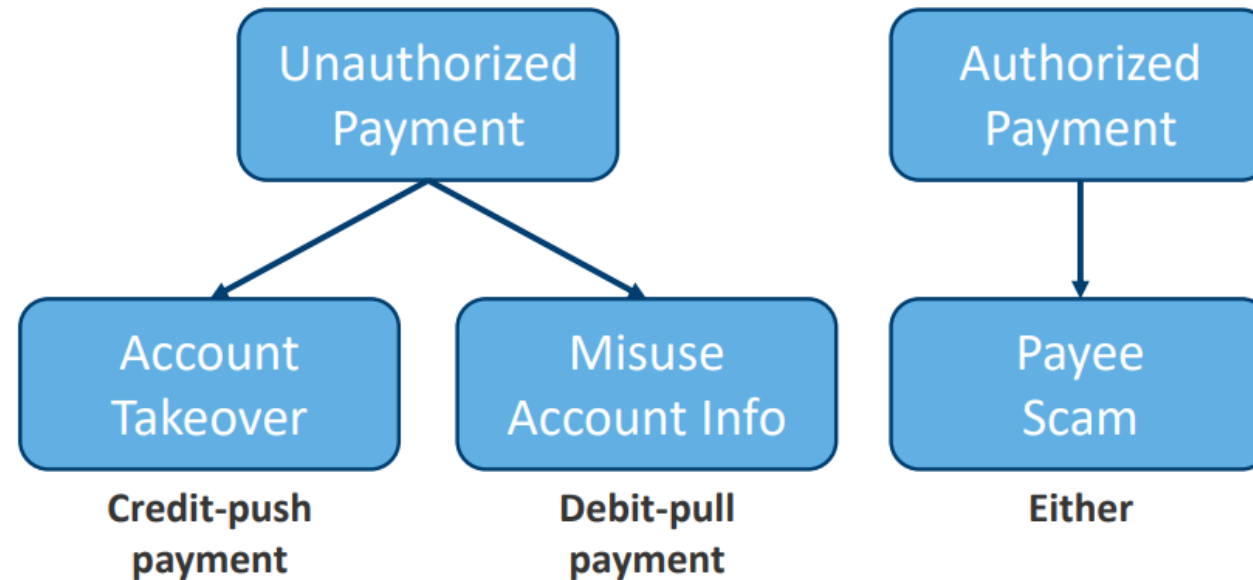 Unauthorized
Payment
Authorized
Payment
Account
Takeover
Misuse
Account Info
Payee
Scam
Credit-push
payment
Debit-pull
payment
Either